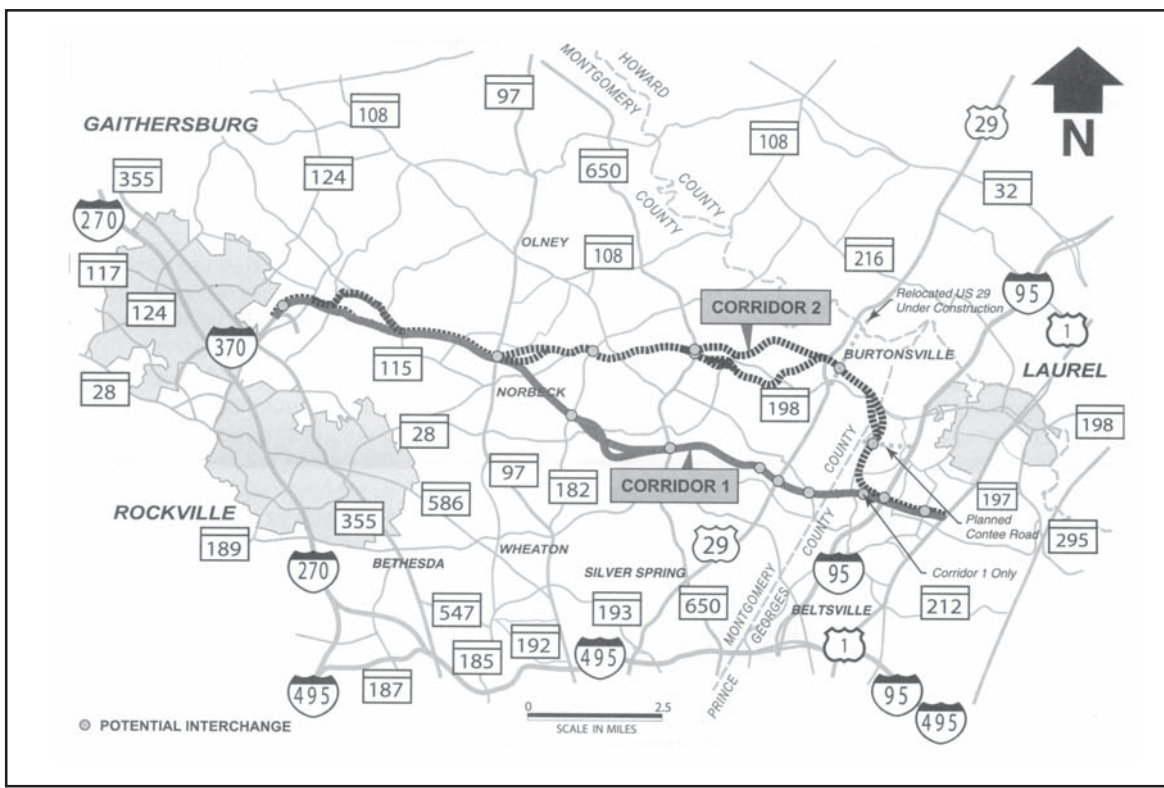 HOWARD
MONTGOMERY
97
29
N
108
GAITHERSBURG
108
650
355
124
32
COUNTY
COUNTY
270
OLNEY
108
216
117
Relocated US 29
Under Construction
95
124
CORRIDOR 2
1
370
BURTONSVILLE
115
LAUREL
28
NORBECK
198
28
198
COUNTY
97
182
CORRIDOR 1
586
197
ROCKVILLE
355
Planned
Contee Road
295
189
29
COUNTY
WHEATON
270
BETHESDA
SILVER SPRING
95
Corridor 1 Only
547
193
650
MONTGOMERY
PRINCE GEORGES
BELTSVILLE
212
192
185
495
1
187
495
95
495
POTENTIAL INTERCHANGE
0
2.5
SCALE IN MILES